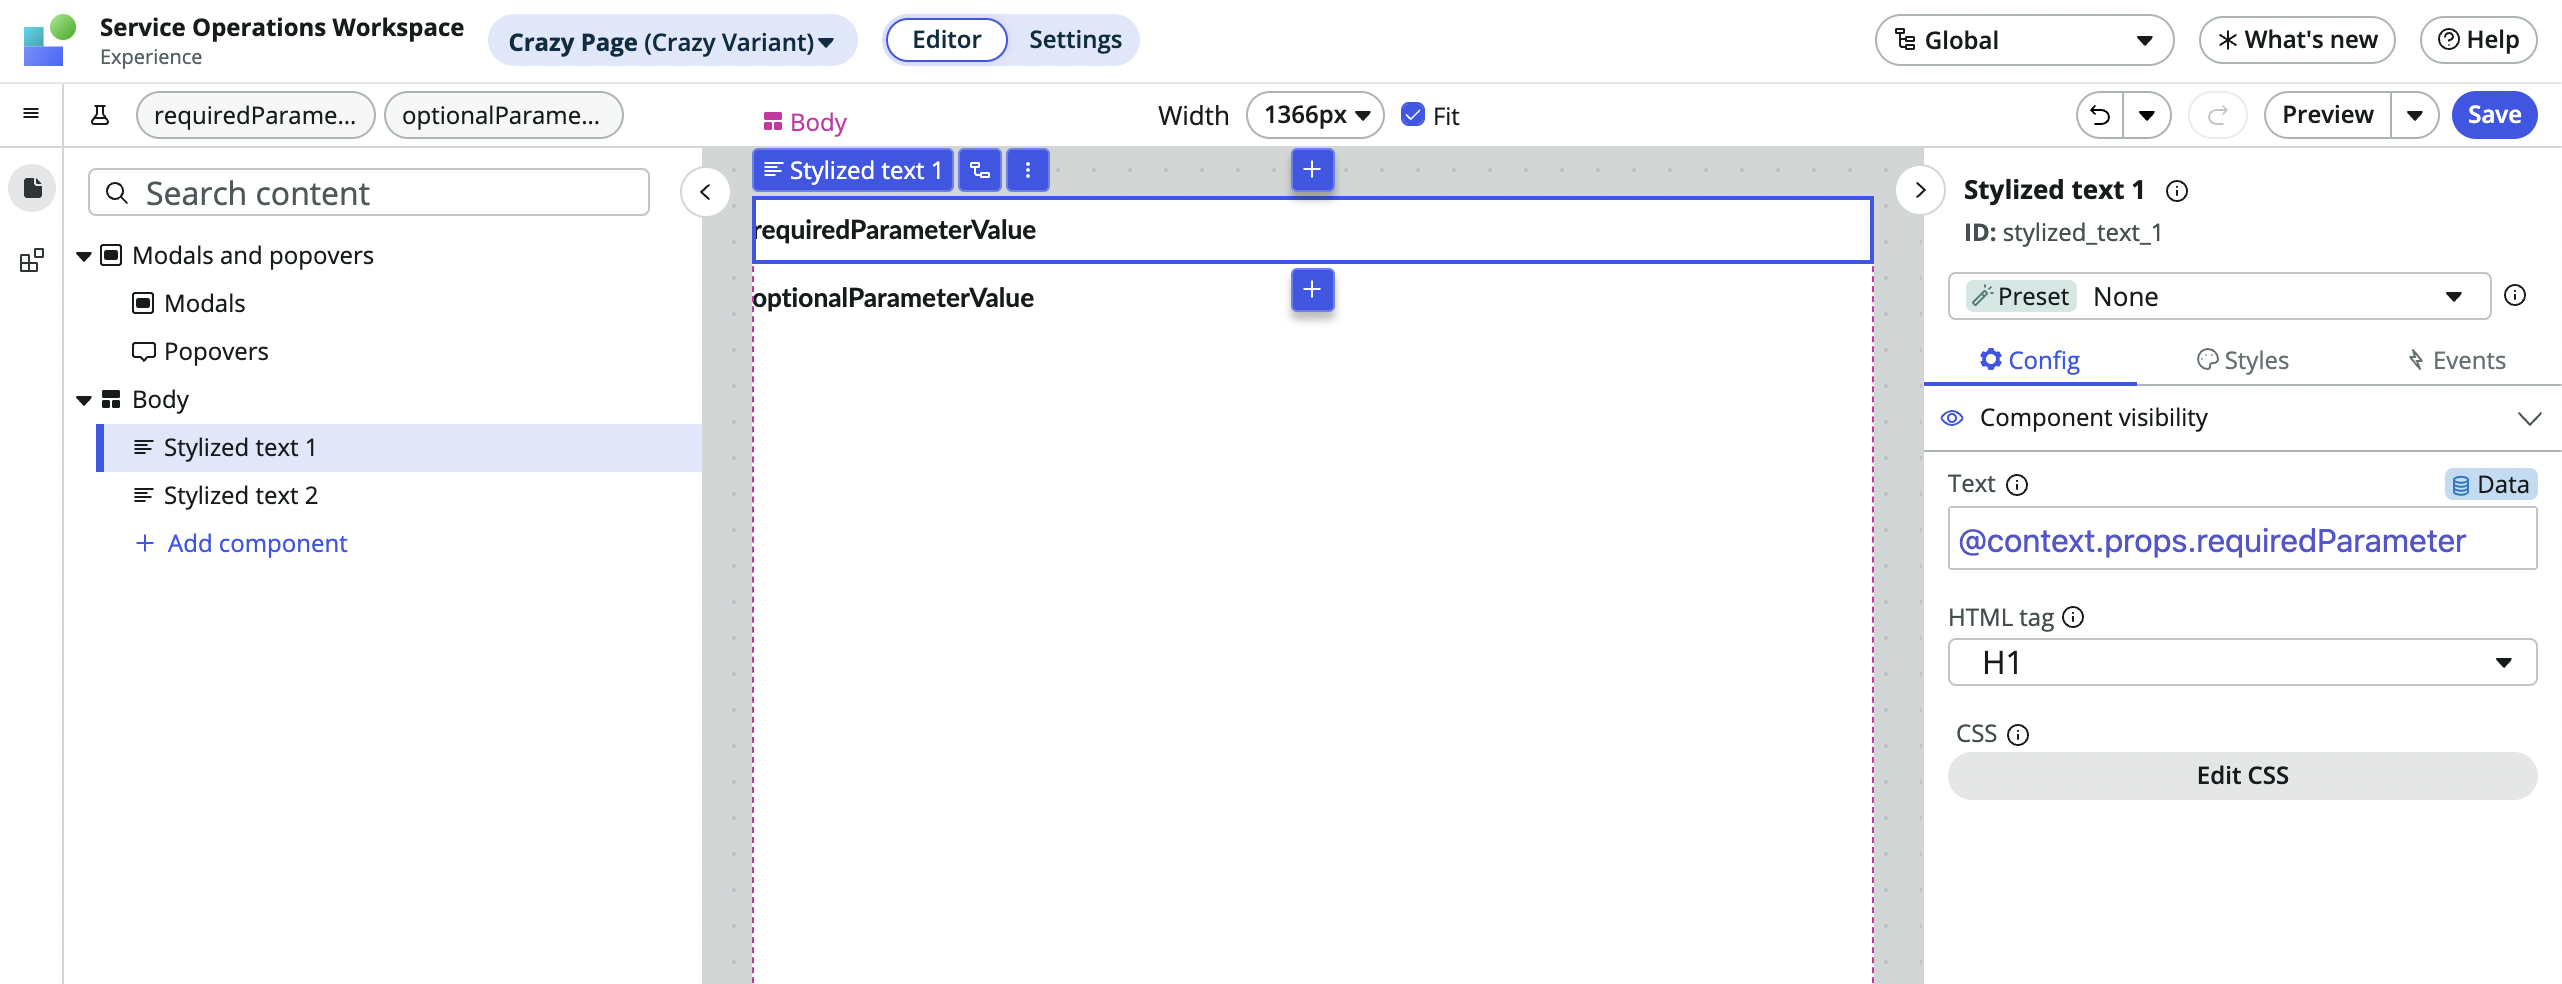 Service Operations Workspace
Experience
Crazy Page (Crazy Variant)
Editor
Settings
Global
What's new
Help
requiredParame...
optionalParame...
Body
Width
1366px
Fit
Preview
Save
Search content
Modals and popovers
Modals
Popovers
Body
Stylized text 1
Stylized text 2
+ Add component
Stylized text 1
requiredParameterValue
optionalParameterValue
Stylized text 1
ID: stylized_text_1
Preset None
Config
Styles
Events
Component visibility
Text
Data
@context.props.requiredParameter
HTML tag
H1
CSS
Edit CSS